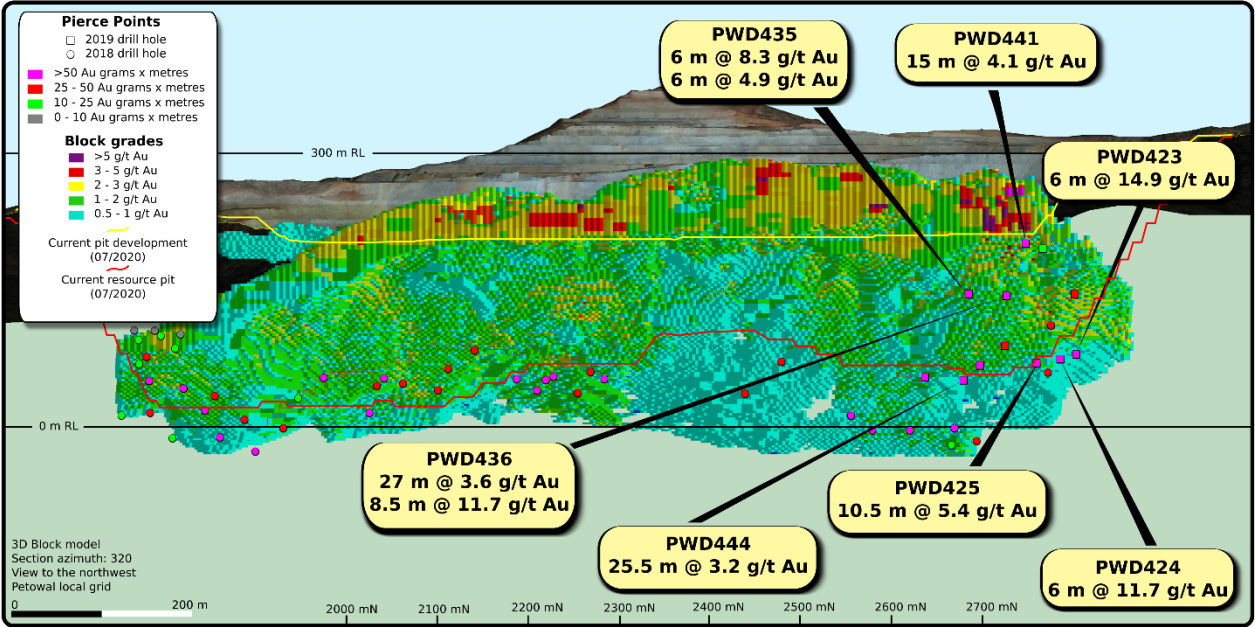 Pierce Points
2019 drill hole
2018 drill hole
>50 Au grams x metres
25 - 50 Au grams x metres
10 - 25 Au grams x metres
0 - 10 Au grams x metres
Block grades
>5 g/t Au
3 - 5 g/t Au
2 - 3 g/t Au
1 - 2 g/t Au
0.5 - 1 g/t Au
Current pit development
(07/2020)
Current resource pit
(07/2020)
PWD435
6 m @ 8.3 g/t Au
6 m @ 4.9 g/t Au
PWD441
15 m @ 4.1 g/t Au
PWD423
6 m @ 14.9 g/t Au
300 m RL
0 m RL
PWD436
27 m @ 3.6 g/t Au
8.5 m @ 11.7 g/t Au
PWD425
10.5 m @ 5.4 g/t Au
PWD444
25.5 m @ 3.2 g/t Au
PWD424
6 m @ 11.7 g/t Au
3D Block model
Section azimuth: 320
View to the northwest
Petowal local grid
0 200 m
2000 mN 2100 mN 2200 mN 2300 mN 2400 mN 2500 mN 2600 mN 2700 mN